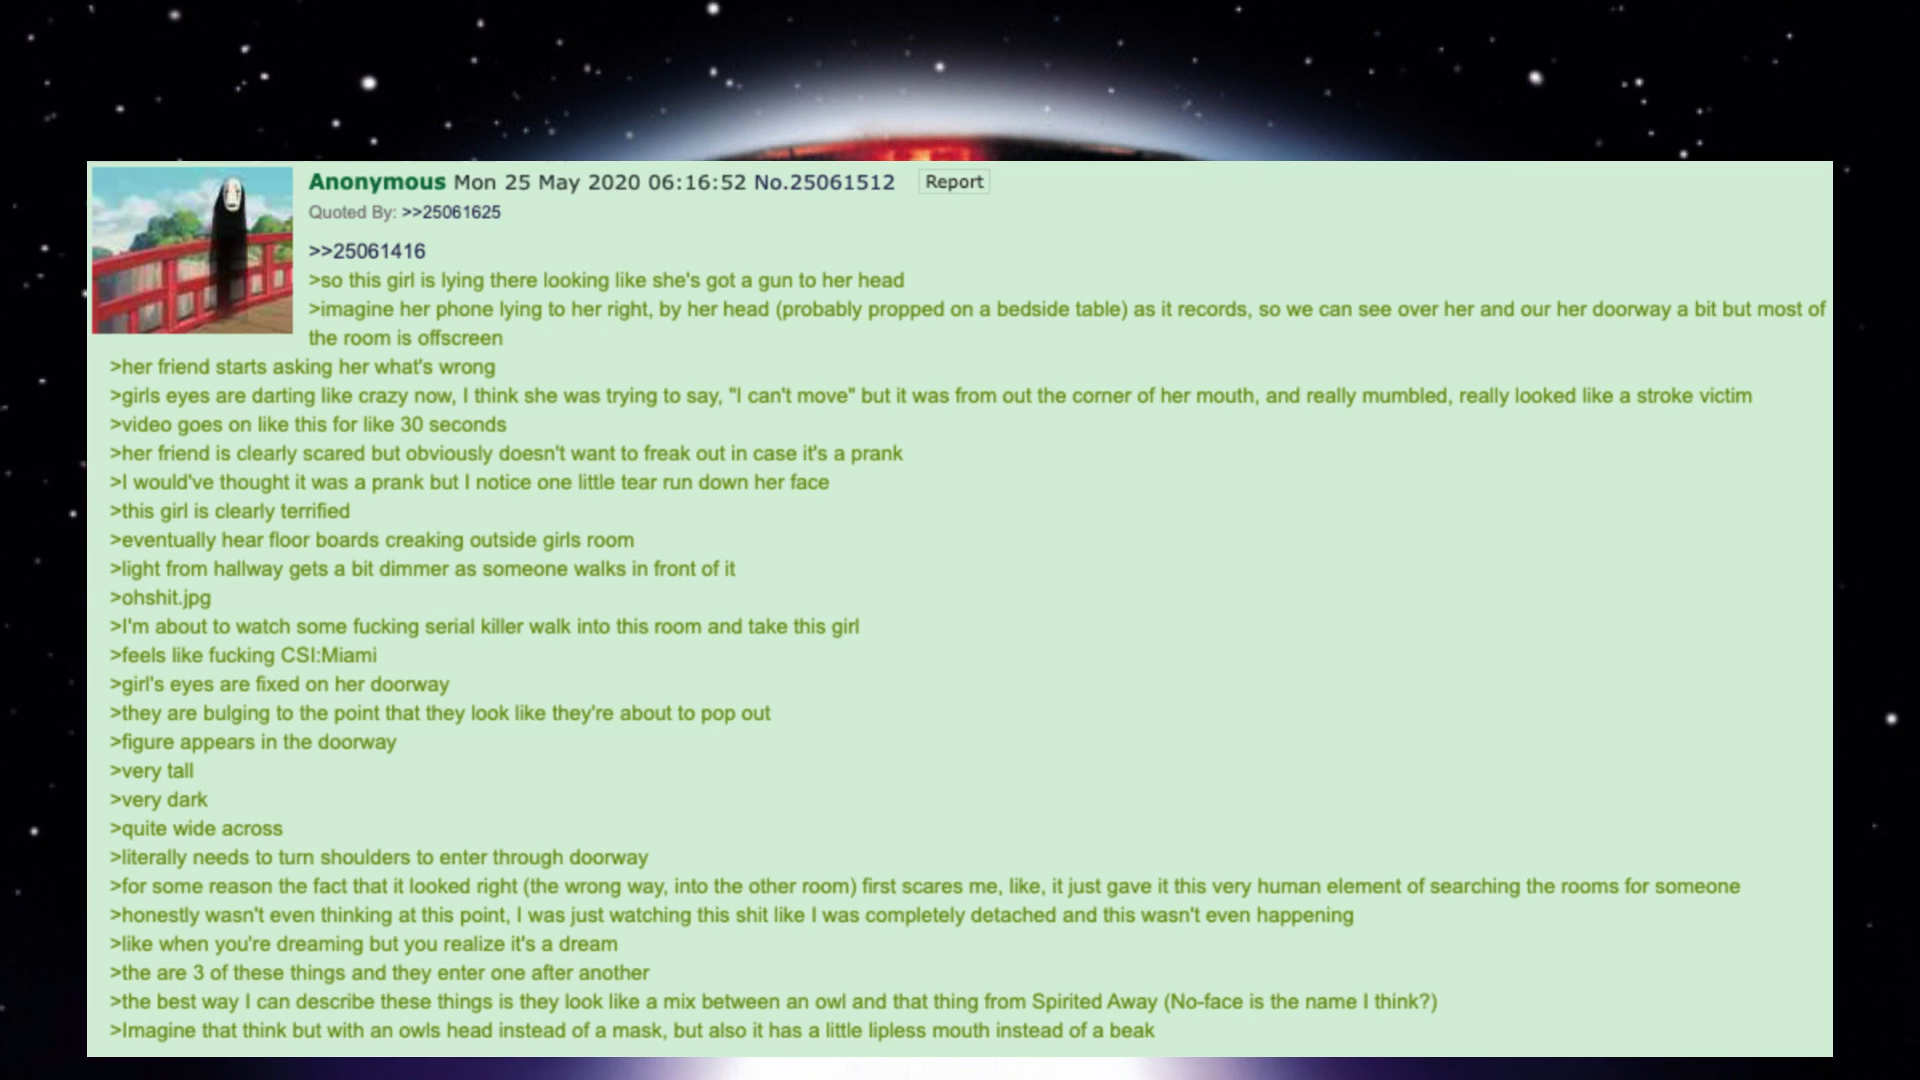 Anonymous Mon 25 May 2020 06:16:52 No.25061512 Report
Quoted By: >>25061625
>>25061416
>so this girl is lying there looking like she's got a gun to her head
>imagine her phone lying to her right, by her head (probably propped on a bedside table) as it records, so we can see over her and our her doorway a bit but most of
the room is offscreen
>her friend starts asking her what's wrong
>girls eyes are darting like crazy now, I think she was trying to say, "I can't move" but it was from out the corner of her mouth, and really mumbled, really looked like a stroke victim
>video goes on like this for like 30 seconds
>her friend is clearly scared but obviously doesn't want to freak out in case it's a prank
>I would've thought it was a prank but I notice one little tear run down her face
>this girl is clearly terrified
>eventually hear floor boards creaking outside girls room
>light from hallway gets a bit dimmer as someone walks in front of it
>ohshit.jpg
>I'm about to watch some fucking serial killer walk into this room and take this girl
>feels like fucking CSI:Miami
>girl's eyes are fixed on her doorway
>they are bulging to the point that they look like they're about to pop out
>figure appears in the doorway
>very tall
>very dark
>quite wide across
>literally needs to turn shoulders to enter through doorway
>for some reason the fact that it looked right (the wrong way, into the other room) first scares me, like, it just gave it this very human element of searching the rooms for someone
>honestly wasn't even thinking at this point, I was just watching this shit like I was completely detached and this wasn't even happening
>like when you're dreaming but you realize it's a dream
>the are 3 of these things and they enter one after another
>the best way I can describe these things is they look like a mix between an owl and that thing from Spirited Away (No-face is the name I think?)
>Imagine that think but with an owls head instead of a mask, but also it has a little lipless mouth instead of a beak